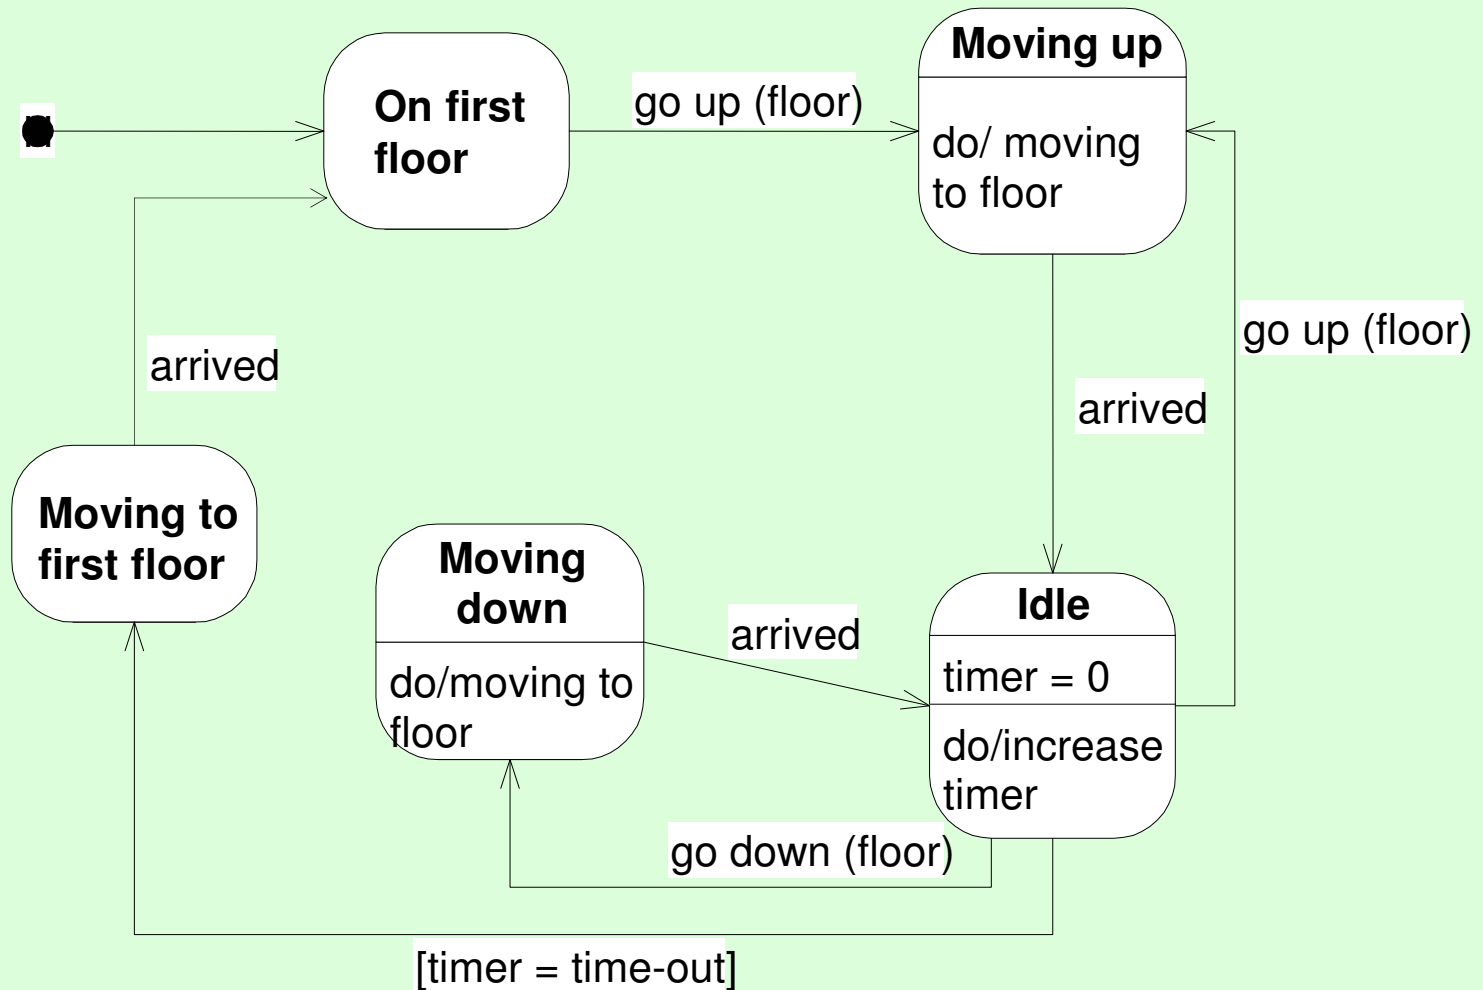 On first
floor
go up (floor)
Moving up
do/ moving
to floor
go up (floor)
arrived
arrived
Moving to
first floor
Moving
down
do/moving to
floor
arrived
Idle
timer = 0
do/increase
timer
go down (floor)
[timer = time-out]